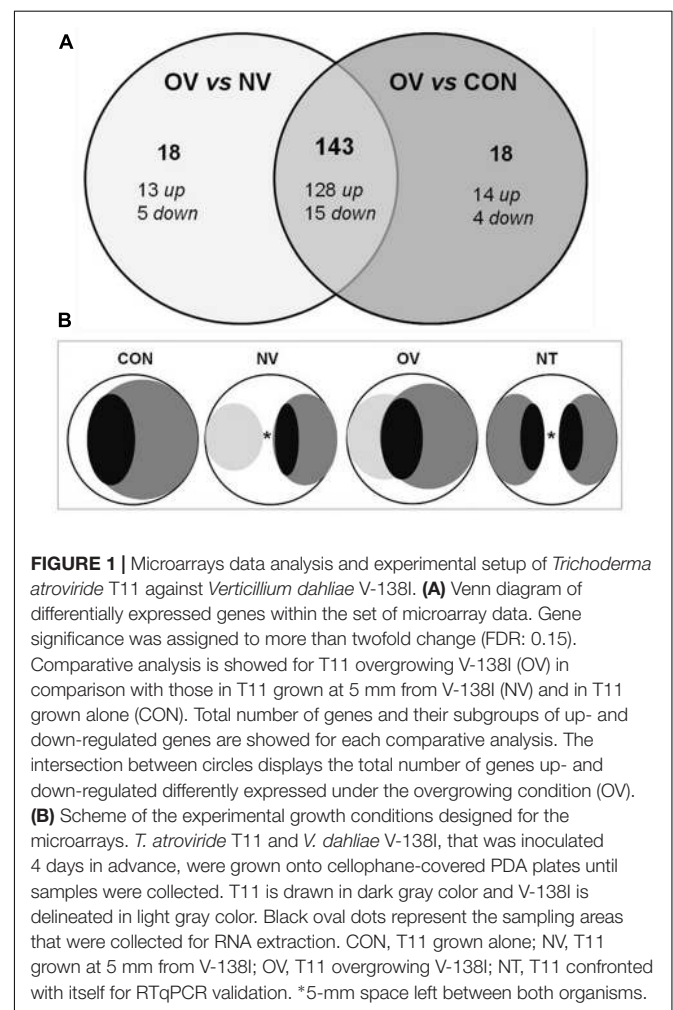 A
OV vs NV
OV vs CON
18
143
18
13 up
128 up
14 up
5 down
15 down
4 down
B
CON
NV
OV
NT
*
*
FIGURE 1 | Microarrays data analysis and experimental setup of Trichoderma
atroviride T11 against Verticillium dahliae V-138I. (A) Venn diagram of
differentially expressed genes within the set of microarray data. Gene
significance was assigned to more than twofold change (FDR: 0.15).
Comparative analysis is showed for T11 overgrowing V-138I (OV) in
comparison with those in T11 grown at 5 mm from V-138I (NV) and in T11
grown alone (CON). Total number of genes and their subgroups of up- and
down-regulated genes are showed for each comparative analysis. The
intersection between circles displays the total number of genes up- and
down-regulated differently expressed under the overgrowing condition (OV).
(B) Scheme of the experimental growth conditions designed for the
microarrays. T. atroviride T11 and V. dahliae V-138I, that was inoculated
4 days in advance, were grown onto cellophane-covered PDA plates until
samples were collected. T11 is drawn in dark gray color and V-138I is
delineated in light gray color. Black oval dots represent the sampling areas
that were collected for RNA extraction. CON, T11 grown alone; NV, T11
grown at 5 mm from V-138I; OV, T11 overgrowing V-138I; NT, T11 confronted
with itself for RTqPCR validation. *5-mm space left between both organisms.